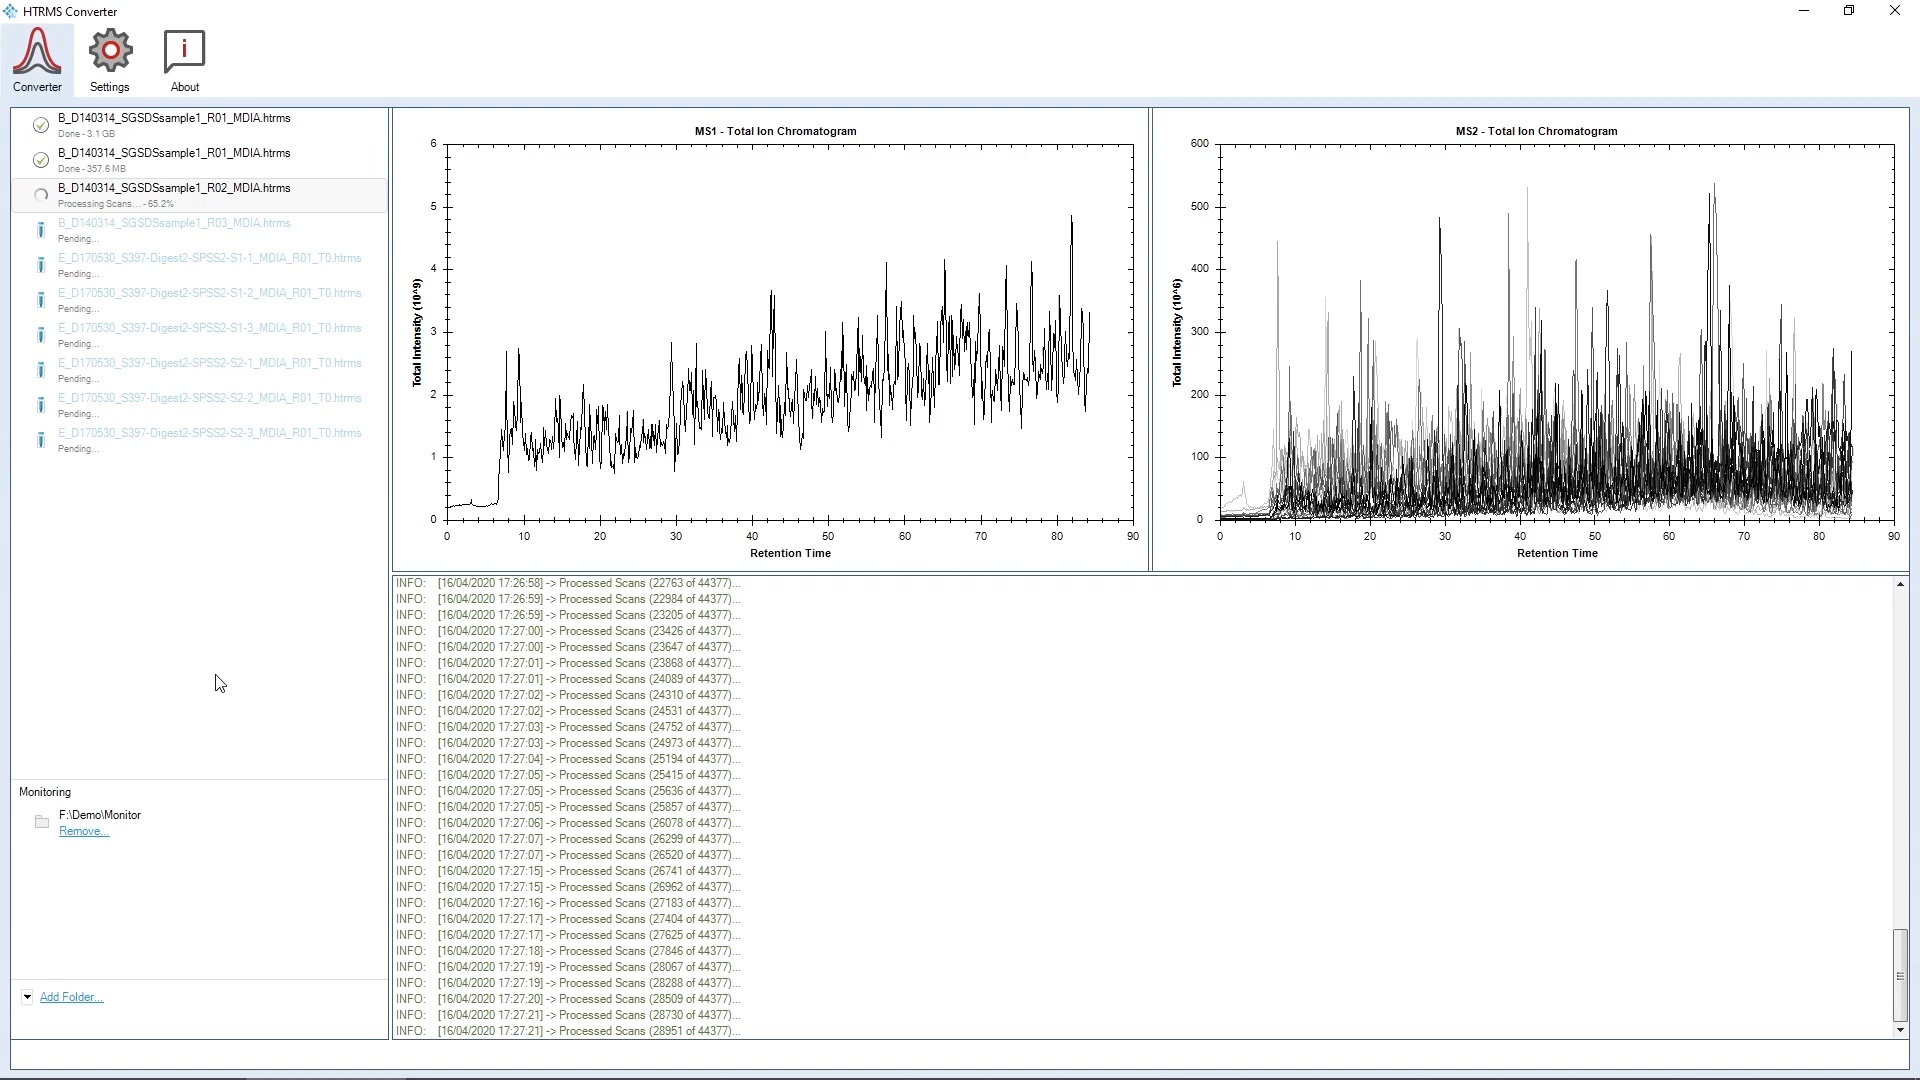 HTRMS Converter
Converter
Settings
About
B_D140314_SGSDSsample1_R01_MDIA.htrms
Done - 3.1 GB
B_D140314_SGSDSsample1_R01_MDIA.htrms
Done - 357.6 MB
B_D140314_SGSDSsample1_R02_MDIA.htrms
Processing Scans... - 65.2%
B_D140314_SGSDSsample1_R03_MDIA.htrms
Pending...
E_D170530_S397-Digest2-SPSS2-S1-1_MDIA_R01_T0.htrms
Pending...
E_D170530_S397-Digest2-SPSS2-S1-2_MDIA_R01_T0.htrms
Pending...
E_D170530_S397-Digest2-SPSS2-S1-3_MDIA_R01_T0.htrms
Pending...
E_D170530_S397-Digest2-SPSS2-S2-1_MDIA_R01_T0.htrms
Pending...
E_D170530_S397-Digest2-SPSS2-S2-2_MDIA_R01_T0.htrms
Pending...
E_D170530_S397-Digest2-SPSS2-S2-3_MDIA_R01_T0.htrms
Pending...
Monitoring
F:\Demo\Monitor
Remove...
Add Folder...
MS1 - Total Ion Chromatogram
Total Intensity (10^9)
6
5
4
3
2
1
0
0 10 20 30 40 50 60 70 80 90
Retention Time
MS2 - Total Ion Chromatogram
Total Intensity (10^6)
600
500
400
300
200
100
0
0 10 20 30 40 50 60 70 80 90
Retention Time
INFO: [16/04/2020 17:26:58] -> Processed Scans (22763 of 44377)...
INFO: [16/04/2020 17:26:59] -> Processed Scans (22984 of 44377)...
INFO: [16/04/2020 17:26:59] -> Processed Scans (23205 of 44377)...
INFO: [16/04/2020 17:27:00] -> Processed Scans (23426 of 44377)...
INFO: [16/04/2020 17:27:00] -> Processed Scans (23647 of 44377)...
INFO: [16/04/2020 17:27:01] -> Processed Scans (23868 of 44377)...
INFO: [16/04/2020 17:27:01] -> Processed Scans (24089 of 44377)...
INFO: [16/04/2020 17:27:02] -> Processed Scans (24310 of 44377)...
INFO: [16/04/2020 17:27:02] -> Processed Scans (24531 of 44377)...
INFO: [16/04/2020 17:27:03] -> Processed Scans (24752 of 44377)...
INFO: [16/04/2020 17:27:03] -> Processed Scans (24973 of 44377)...
INFO: [16/04/2020 17:27:04] -> Processed Scans (25194 of 44377)...
INFO: [16/04/2020 17:27:05] -> Processed Scans (25415 of 44377)...
INFO: [16/04/2020 17:27:05] -> Processed Scans (25636 of 44377)...
INFO: [16/04/2020 17:27:05] -> Processed Scans (25857 of 44377)...
INFO: [16/04/2020 17:27:06] -> Processed Scans (26078 of 44377)...
INFO: [16/04/2020 17:27:07] -> Processed Scans (26299 of 44377)...
INFO: [16/04/2020 17:27:07] -> Processed Scans (26520 of 44377)...
INFO: [16/04/2020 17:27:15] -> Processed Scans (26741 of 44377)...
INFO: [16/04/2020 17:27:15] -> Processed Scans (26962 of 44377)...
INFO: [16/04/2020 17:27:16] -> Processed Scans (27183 of 44377)...
INFO: [16/04/2020 17:27:17] -> Processed Scans (27404 of 44377)...
INFO: [16/04/2020 17:27:17] -> Processed Scans (27625 of 44377)...
INFO: [16/04/2020 17:27:18] -> Processed Scans (27846 of 44377)...
INFO: [16/04/2020 17:27:19] -> Processed Scans (28067 of 44377)...
INFO: [16/04/2020 17:27:19] -> Processed Scans (28288 of 44377)...
INFO: [16/04/2020 17:27:20] -> Processed Scans (28509 of 44377)...
INFO: [16/04/2020 17:27:21] -> Processed Scans (28730 of 44377)...
INFO: [16/04/2020 17:27:21] -> Processed Scans (28951 of 44377)...